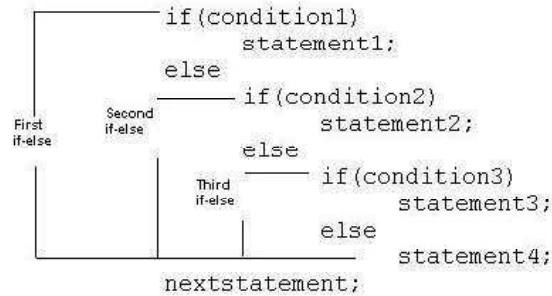 if(condition1)
statement1;
else
if(condition2)
statement2;
else
if(condition3)
statement3;
else
statement4;
nextstatement;
First
if-else
Second
if-else
Third
if-else